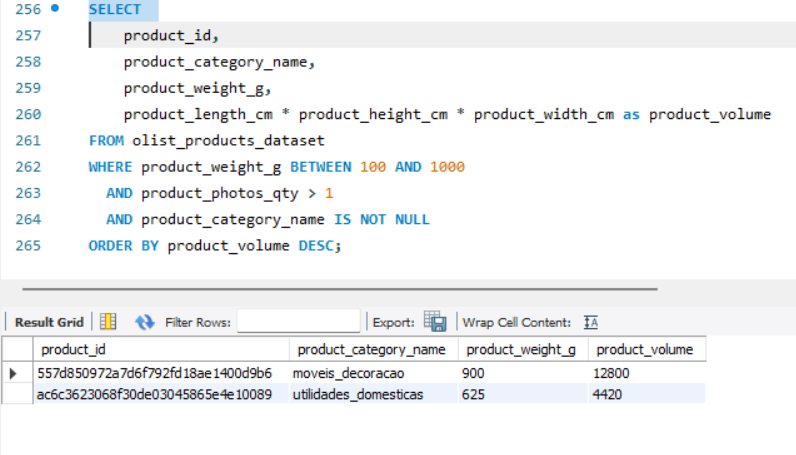 256 SELECT
257 product_id,
258 product_category_name,
259 product_weight_g,
260 product_length_cm * product_height_cm * product_width_cm as product_volume
261 FROM olist_products_dataset
262 WHERE product_weight_g BETWEEN 100 AND 1000
263 AND product_photos_qty > 1
264 AND product_category_name IS NOT NULL
265 ORDER BY product_volume DESC;
Result Grid Filter Rows: Export: Wrap Cell Content: IA
product_id product_category_name product_weight_g product_volume
557d850972a7d6f792fd18ae1400d9b6 moveis_decoracao 900 12800
ac6c3623068f30de03045865e4e10089 utilidades_domesticas 625 4420